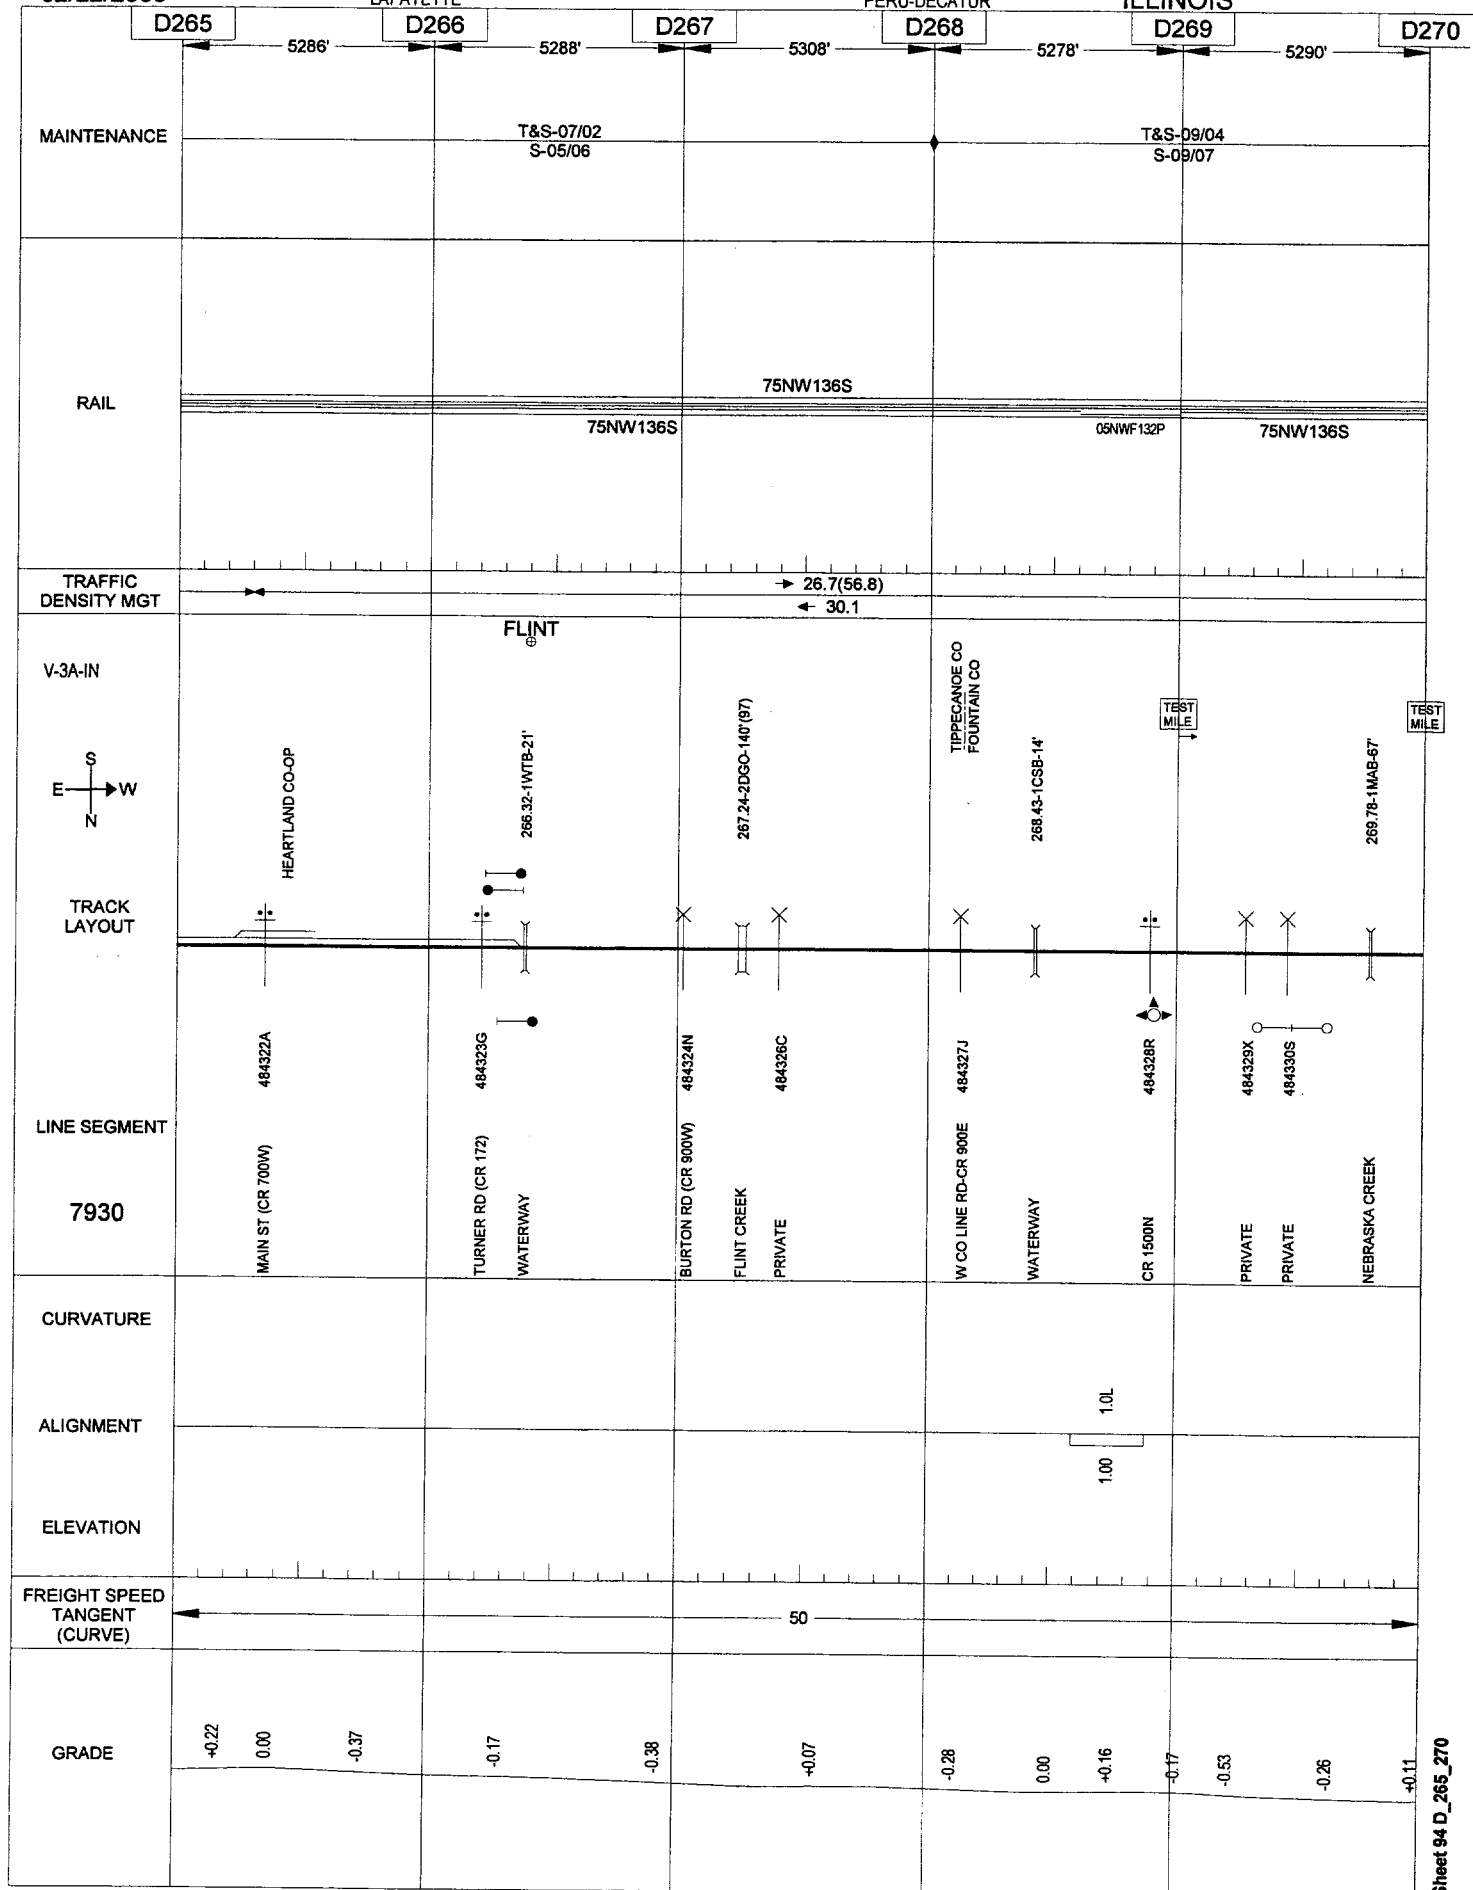 LAFAYETTE
PERU-DECATUR
ILLINOIS
D265
D266
D267
D268
D269
D270
5286'
5288'
5308'
5278'
5290'
MAINTENANCE
T&S-07/02
S-05/06
T&S-09/04
S-09/07
RAIL
75NW136S
75NW136S
05NWF132P
75NW136S
TRAFFIC
DENSITY MGT
26.7(56.8)
30.1
V-3A-IN
FLINT
S
E
W
N
HEARTLAND CO-OP
266.32-1WTB-21'
267.24-2DGO-140'(97)
TIPPECANOE CO
FOUNTAIN CO
268.43-1CSB-14'
TEST
MILE
269.78-1MAB-67'
TEST
MILE
TRACK
LAYOUT
484322A
484323G
484324N
484326C
484327J
484328R
484329X
484330S
LINE SEGMENT
7930
MAIN ST (CR 700W)
TURNER RD (CR 172)
WATERWAY
BURTON RD (CR 900W)
FLINT CREEK
PRIVATE
W CO LINE RD-CR 900E
WATERWAY
CR 1500N
PRIVATE
PRIVATE
NEBRASKA CREEK
CURVATURE
ALIGNMENT
1.0L
1.00
ELEVATION
FREIGHT SPEED
TANGENT
(CURVE)
50
GRADE
+0.22
0.00
-0.37
-0.17
-0.38
+0.07
-0.28
0.00
+0.16
-0.17
-0.53
-0.26
+0.11
Sheet 94 D_265_270